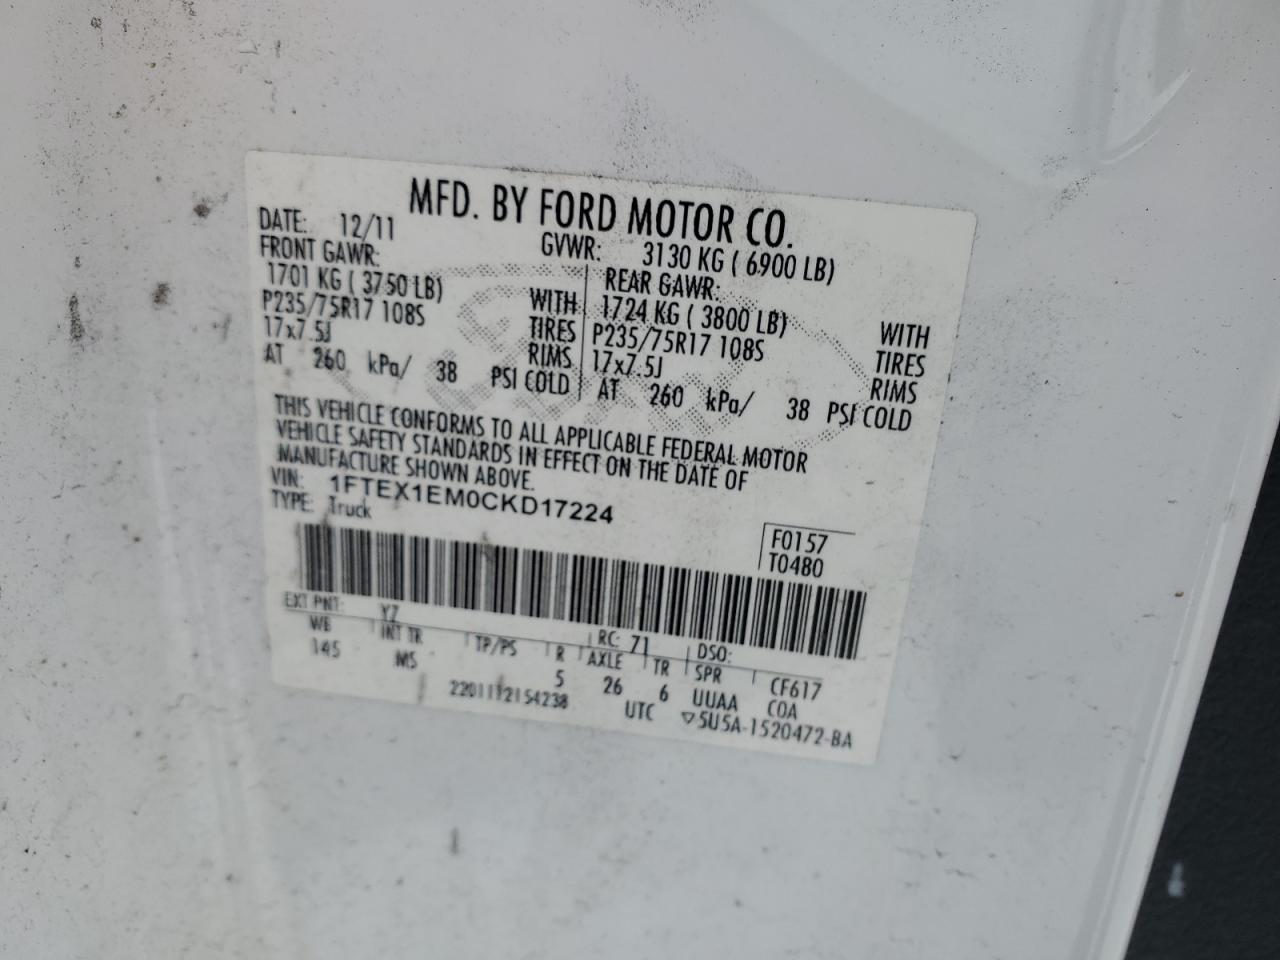 MFD. BY FORD MOTOR CO.
DATE: 12/11 GVWR: 3130 KG ( 6900 LB)
FRONT GAWR: REAR GAWR:
1701 KG ( 3750 LB) WITH 1724 KG ( 3800 LB) WITH
P235/75R17 108S TIRES P235/75R17 108S TIRES
17x7.5J RIMS 17x7.5J RIMS
AT 260 kPa/ 38 PSI COLD AT 260 kPa/ 38 PSI COLD
THIS VEHICLE CONFORMS TO ALL APPLICABLE FEDERAL MOTOR
VEHICLE SAFETY STANDARDS IN EFFECT ON THE DATE OF
MANUFACTURE SHOWN ABOVE.
VIN: 1FTEX1EM0CKD17224
TYPE: Truck
F0157
T0480
EXT PNT: YZ RC: 71 DSO:
WB INT TR TP/PS R AXLE TR SPR CF617
145 MS 5 26 6 UUAA COA
2201112154238 UTC ▽5U5A-1520472-BA